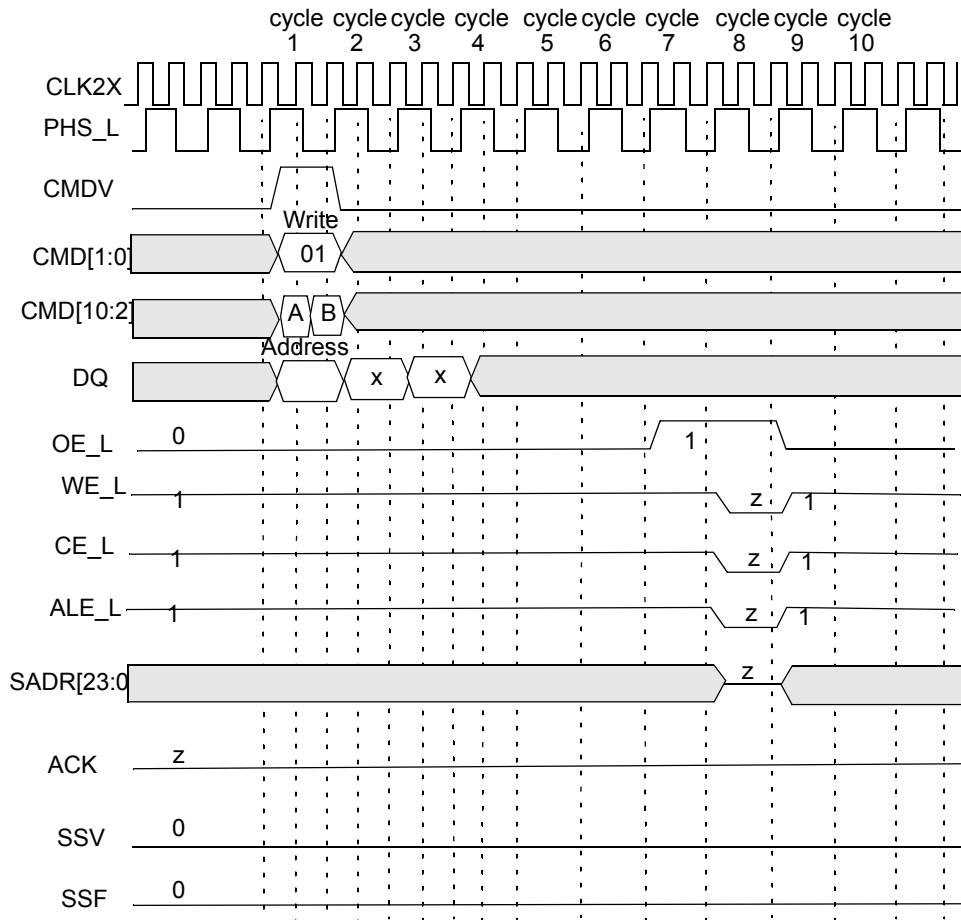 cycle cycle cycle cycle cycle cycle cycle cycle cycle cycle
1 2 3 4 5 6 7 8 9 10
CLK2X
PHS_L
CMDV
Write
CMD[1:0]
01
CMD[10:2]
A B
Address
DQ
x x
OE_L
0
1
WE_L
1
z 1
CE_L
1
z 1
ALE_L
1
z 1
SADR[23:0
z
ACK
z
SSV
0
SSF
0